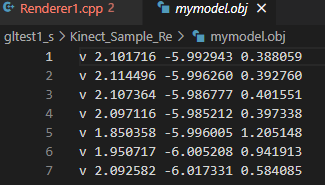 Renderer1.cpp mymodel.obj
gltest1_s > Kinect_Sample_Re > mymodel.obj
1 v 2.101716 -5.992943 0.388059
2 v 2.114496 -5.996260 0.392760
3 v 2.107364 -5.986777 0.401551
4 v 2.097116 -5.985212 0.397338
5 v 1.850358 -5.996005 1.205148
6 v 1.950717 -6.005208 0.941913
7 v 2.092582 -6.017331 0.584085